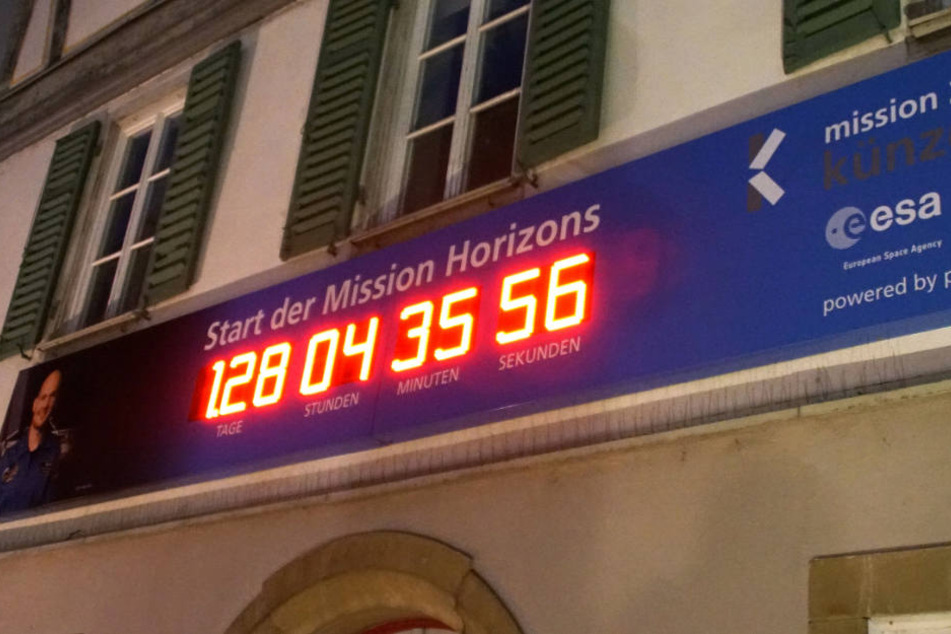 Start der Mission Horizons
128 04 35 56
TAGE STUNDEN MINUTEN SEKUNDEN
mission
künz
esa
European Space Agency
powered by